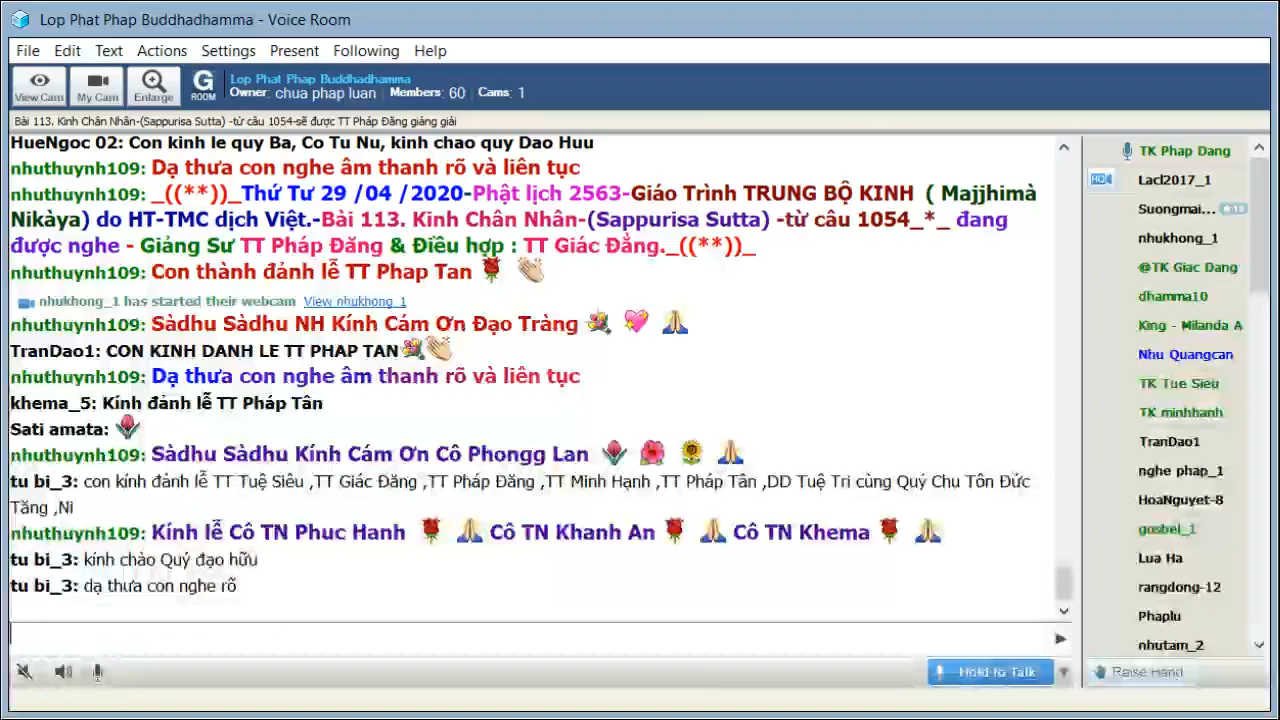 Lop Phat Phap Buddhadhamma - Voice Room
File Edit Text Actions Settings Present Following Help
View Cam My Cam Enlarge G ROOM
Lop Phat Phap Buddhadhamma
Owner: chua phap luan Members: 60 Cams: 1
Bài 113. Kinh Chân Nhân-(Sappurisa Sutta) -từ câu 1054-sẽ được TT Pháp Đăng giảng giải
HueNgoc 02: Con kinh le quy Ba, Co Tu Nu, kinh chao quy Dao Huu
nhuthuynh109: Dạ thưa con nghe âm thanh rõ và liên tục
nhuthuynh109: _((**))_Thứ Tư 29 /04 /2020-Phật lịch 2563-Giáo Trình TRUNG BỘ KINH ( Majjhimà
Nikàya) do HT-TMC dịch Việt.-Bài 113. Kinh Chân Nhân-(Sappurisa Sutta) -từ câu 1054_*_ đang
được nghe - Giảng Sư TT Pháp Đăng & Điều hợp : TT Giác Đẳng._((**))_
nhuthuynh109: Con thành đảnh lễ TT Phap Tan
nhukhong_1 has started their webcam View nhukhong_1
nhuthuynh109: Sàdhu Sàdhu NH Kính Cám Ơn Đạo Tràng
TranDao1: CON KINH DANH LE TT PHAP TAN
nhuthuynh109: Dạ thưa con nghe âm thanh rõ và liên tục
khema_5: Kính đảnh lễ TT Pháp Tân
Sati amata:
nhuthuynh109: Sàdhu Sàdhu Kính Cám Ơn Cô Phongg Lan
tu bi_3: con kính đảnh lễ TT Tuệ Siêu ,TT Giác Đăng ,TT Pháp Đăng ,TT Minh Hạnh ,TT Pháp Tân ,DD Tuệ Tri cùng Quý Chu Tôn Đức
Tăng ,Ni
nhuthuynh109: Kính lễ Cô TN Phuc Hanh Cô TN Khanh An Cô TN Khema
tu bi_3: kính chào Quý đạo hữu
tu bi_3: dạ thưa con nghe rõ
Hold to Talk
TK Phap Dang
HQ Lacl2017_1
Suongmai...
nhukhong_1
@TK Giac Dang
dhamma10
King - Milanda A
Nhu Quangcan
TK Tue Sieu
TK minhhanh
TranDao1
nghe phap_1
HoaNguyet-8
gosbel_1
Lua Ha
rangdong-12
Phaplu
nhutam_2
Raise Hand